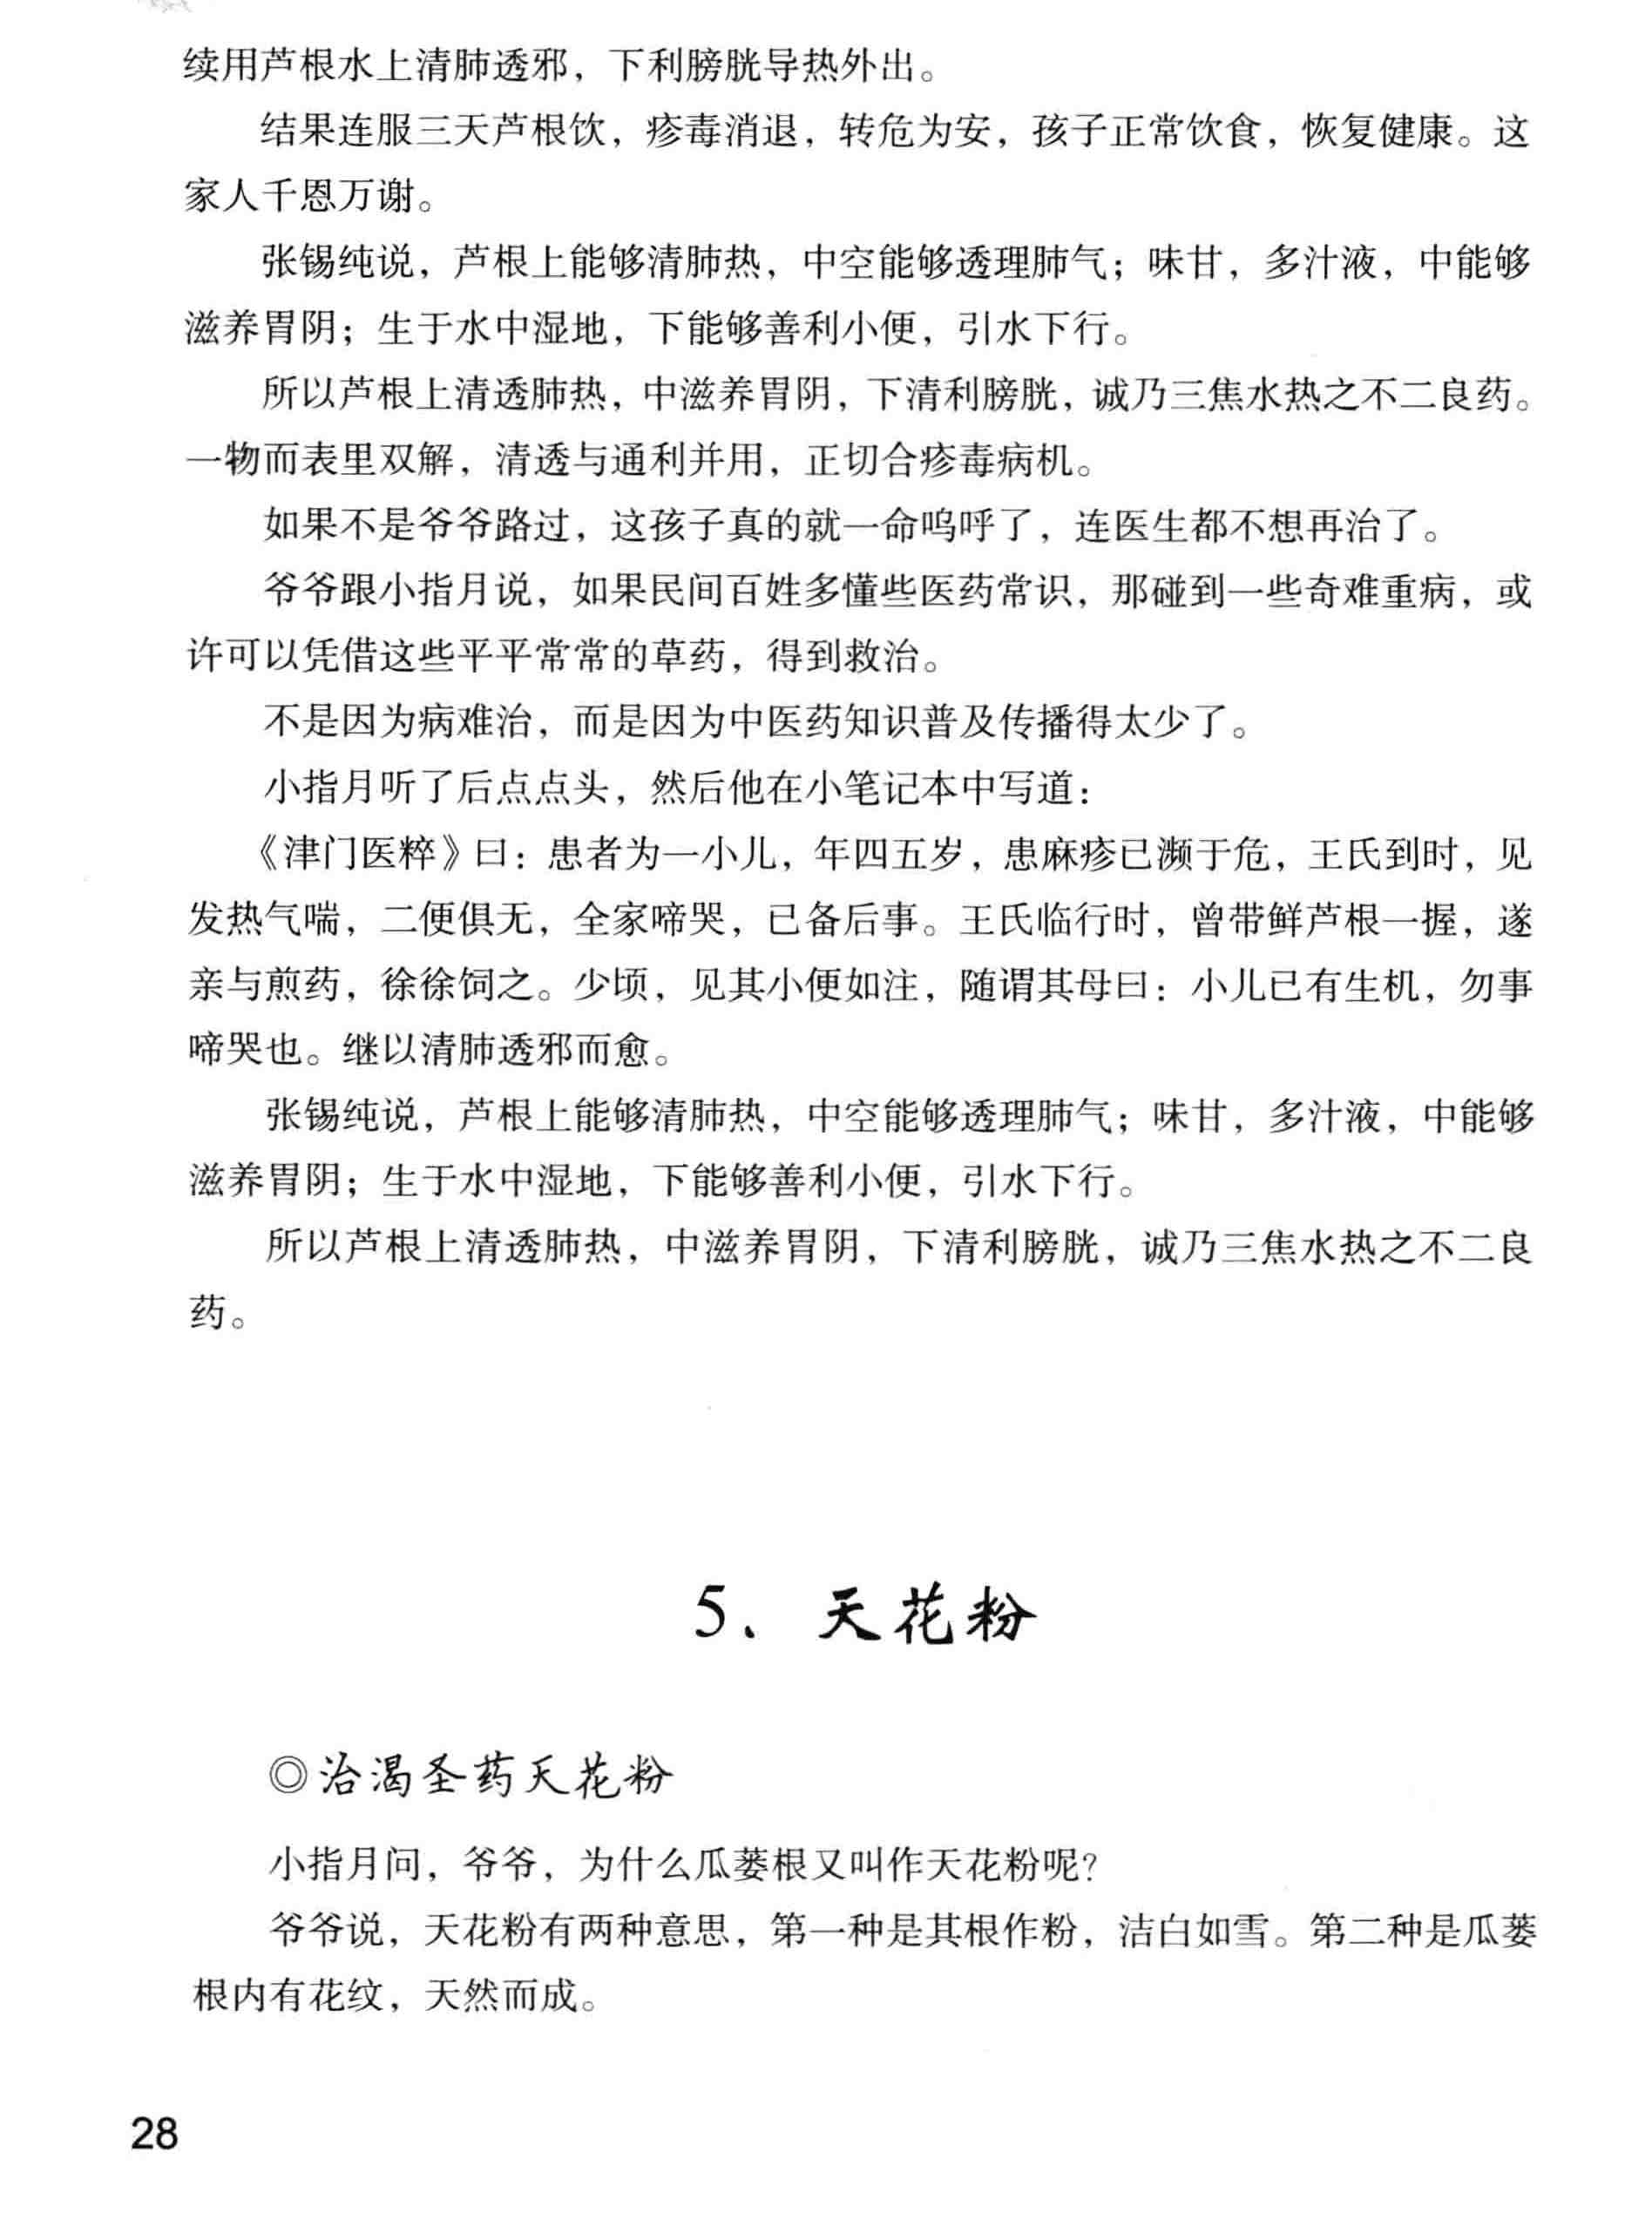 续用芦根水上清肺透邪，下利膀胱导热外出。
结果连服三天芦根饮，疹毒消退，转危为安，孩子正常饮食，恢复健康。这
家人千恩万谢。
张锡纯说，芦根上能够清肺热，中空能够透理肺气；味甘，多汁液，中能够
滋养胃阴；生于水中湿地，下能够善利小便，引水下行。
所以芦根上清透肺热，中滋养胃阴，下清利膀胱，诚乃三焦水热之不二良药。
一物而表里双解，清透与通利并用，正切合疹毒病机。
如果不是爷爷路过，这孩子真的就一命呜呼了，连医生都不想再治了。
爷爷跟小指月说，如果民间百姓多懂些医药常识，那碰到一些奇难重病，或
许可以凭借这些平平常常的草药，得到救治。
不是因为病难治，而是因为中医药知识普及传播得太少了。
小指月听了后点点头，然后他在小笔记本中写道：
《津门医粹》曰：患者为一小儿，年四五岁，患麻疹已濒于危，王氏到时，见
发热气喘，二便俱无，全家啼哭，已备后事。王氏临行时，曾带鲜芦根一握，遂
亲与煎药，徐徐饲之。少顷，见其小便如注，随谓其母曰：小儿已有生机，勿事
啼哭也。继以清肺透邪而愈。
张锡纯说，芦根上能够清肺热，中空能够透理肺气；味甘，多汁液，中能够
滋养胃阴；生于水中湿地，下能够善利小便，引水下行。
所以芦根上清透肺热，中滋养胃阴，下清利膀胱，诚乃三焦水热之不二良
药。
5、天花粉
◎治渴圣药天花粉
小指月问，爷爷，为什么瓜蒌根又叫作天花粉呢？
爷爷说，天花粉有两种意思，第一种是其根作粉，洁白如雪。第二种是瓜蒌
根内有花纹，天然而成。
28